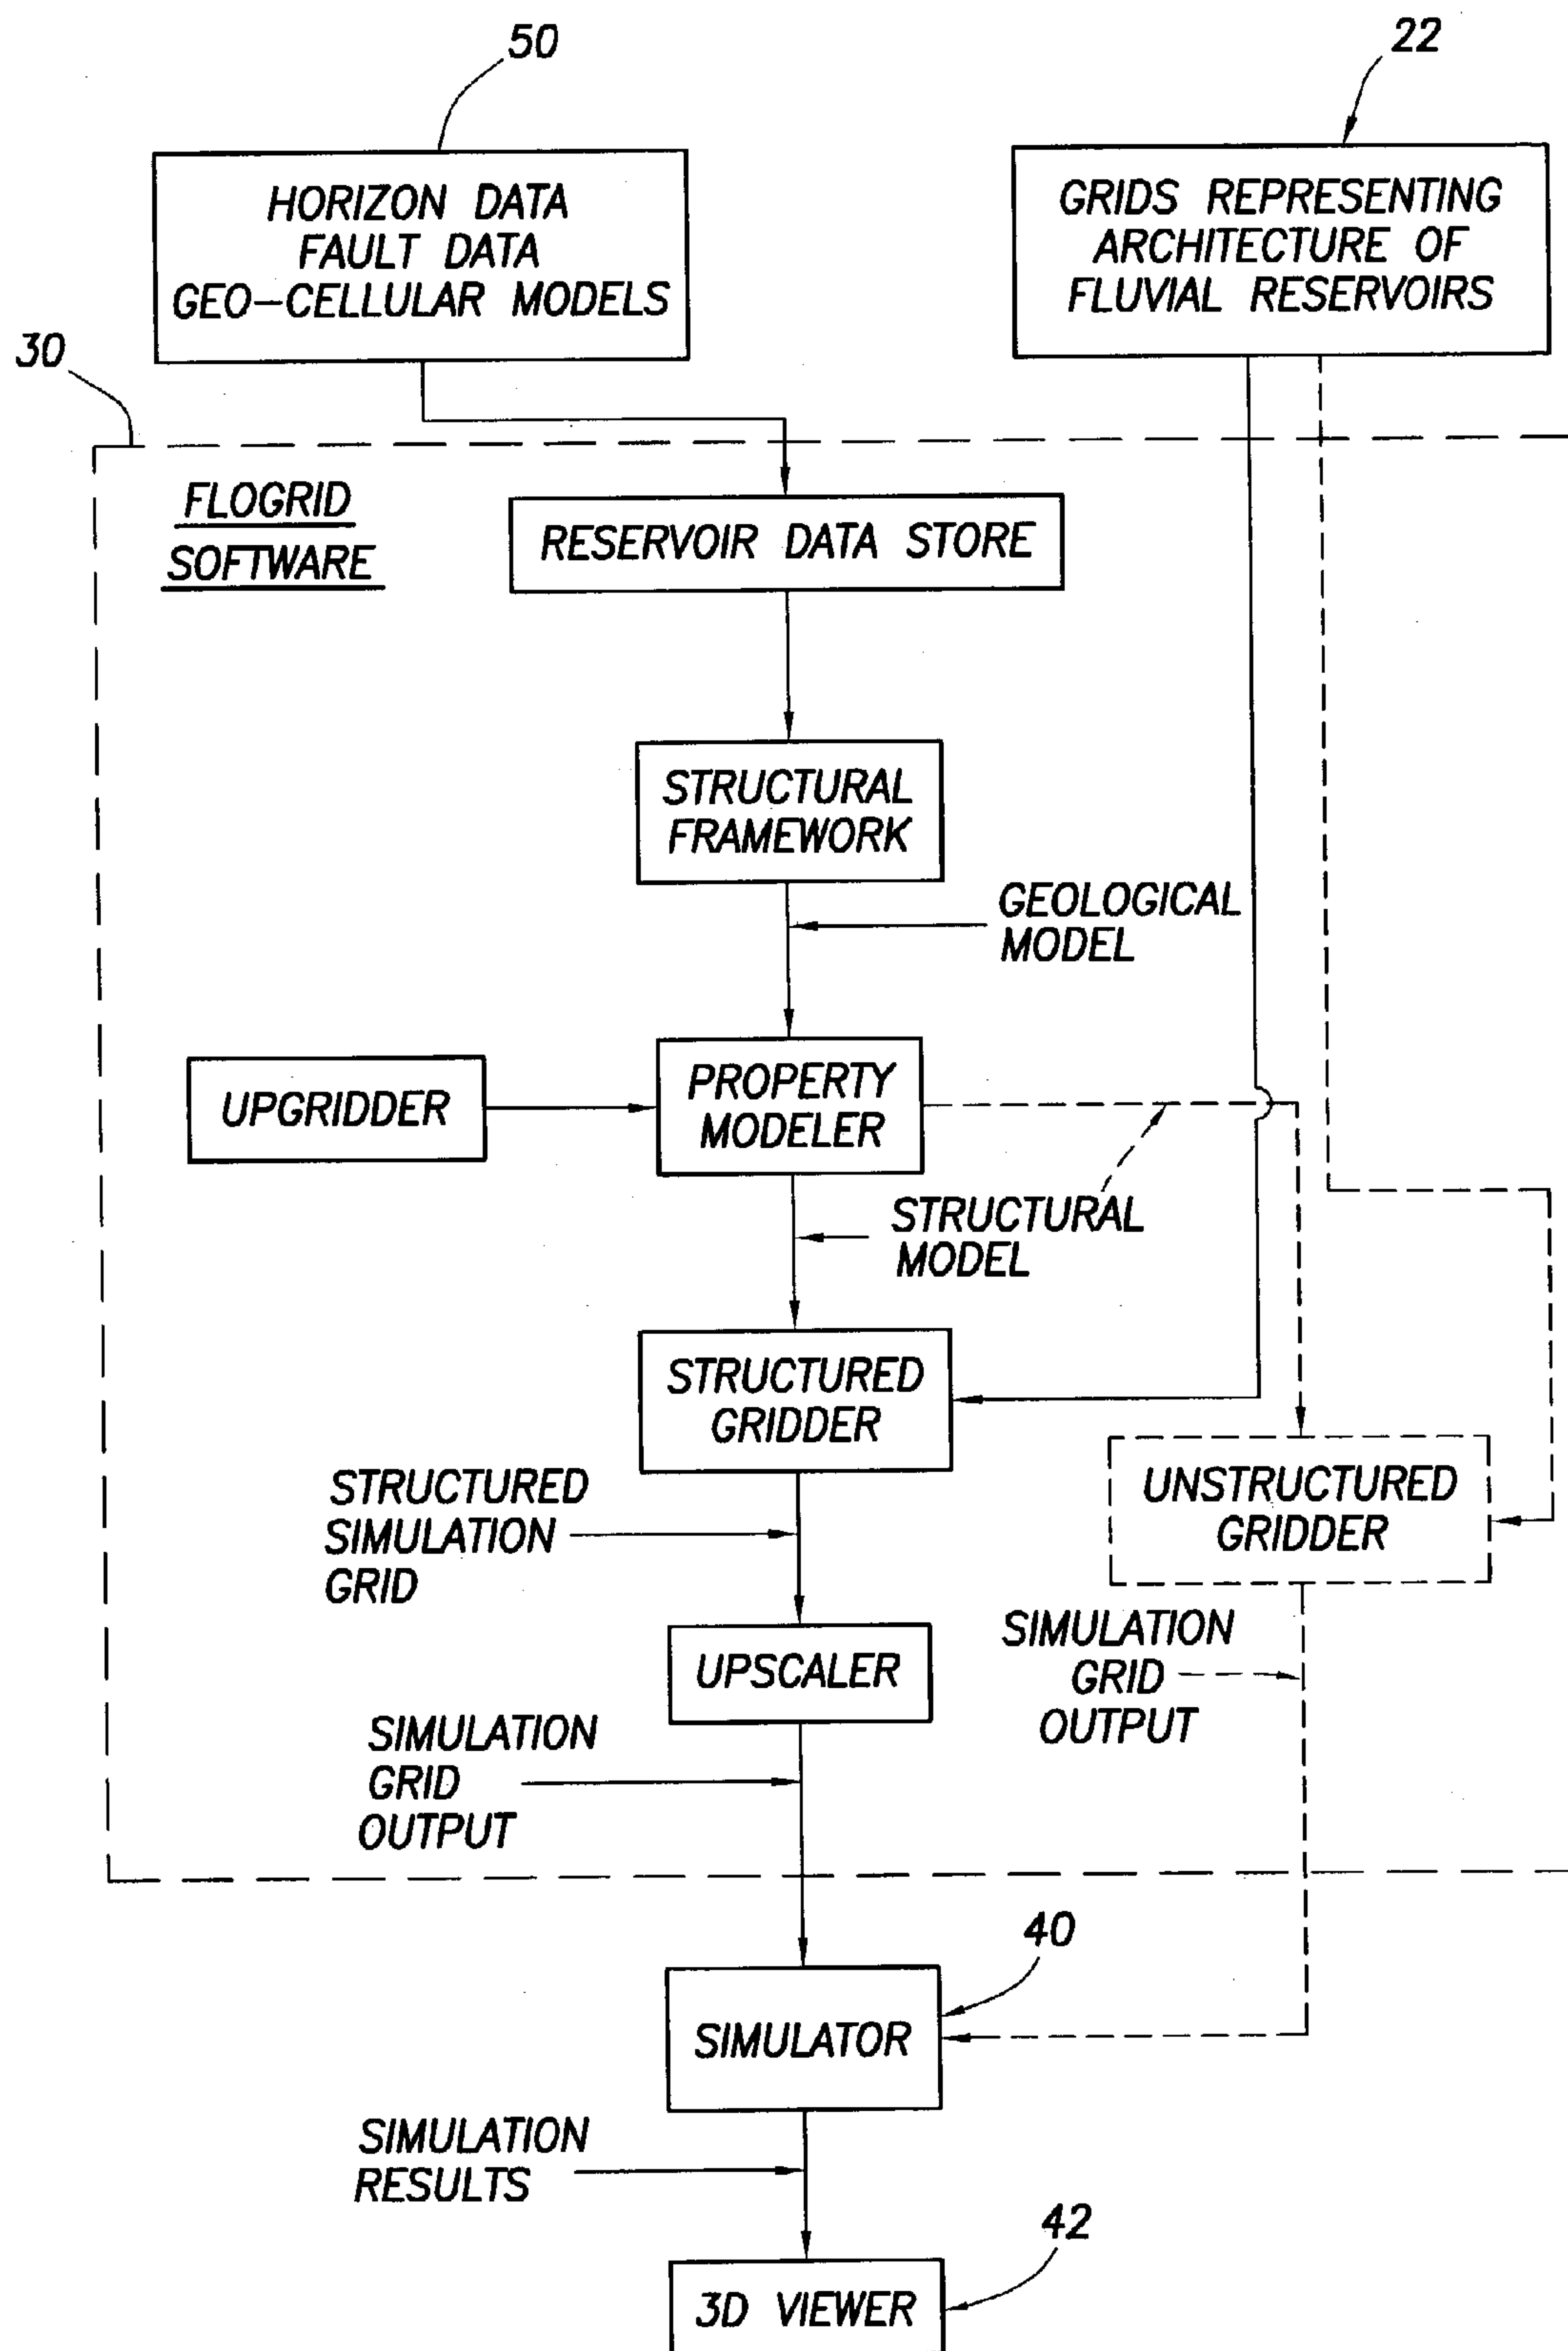 50
22
HORIZON DATA
FAULT DATA
GEO-CELLULAR MODELS
GRIDS REPRESENTING
ARCHITECTURE OF
FLUVIAL RESERVOIRS
30
FLOGRID
SOFTWARE
RESERVOIR DATA STORE
STRUCTURAL
FRAMEWORK
GEOLOGICAL
MODEL
UPGRIDDER
PROPERTY
MODELER
STRUCTURAL
MODEL
STRUCTURED
GRIDDER
STRUCTURED
SIMULATION
GRID
UNSTRUCTURED
GRIDDER
UPSCALER
SIMULATION
GRID
OUTPUT
SIMULATION
GRID
OUTPUT
40
SIMULATOR
SIMULATION
RESULTS
42
3D VIEWER